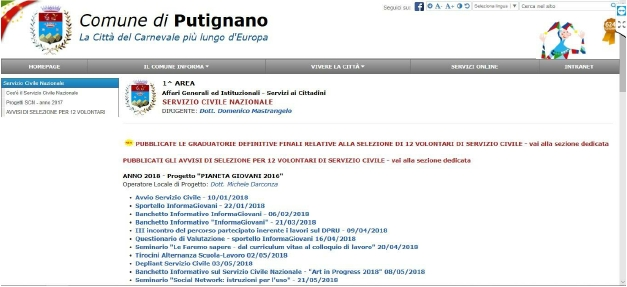 Comune di Putignano
La Città del Carnevale più lungo d'Europa
Seguici su:
A- A+
Seleziona lingua
Cerca nel sito
HOMEPAGE
IL COMUNE INFORMA
VIVERE LA CITTÀ
SERVIZI ONLINE
INTRANET
Servizio Civile Nazionale
Cos'è il Servizio Civile Nazionale
Progetti SCN - anno 2017
AVVISI DI SELEZIONE PER 12 VOLONTARI
1^ AREA
Affari Generali ed Istituzionali - Servizi ai Cittadini
SERVIZIO CIVILE NAZIONALE
DIRIGENTE: Dott. Domenico Mastrangelo
PUBBLICATE LE GRADUATORIE DEFINITIVE FINALI RELATIVE ALLA SELEZIONE DI 12 VOLONTARI DI SERVIZIO CIVILE - vai alla sezione dedicata
PUBBLICATI GLI AVVISI DI SELEZIONE PER 12 VOLONTARI DI SERVIZIO CIVILE - vai alla sezione dedicata
ANNO 2018 - Progetto "PIANETA GIOVANI 2016"
Operatore Locale di Progetto: Dott. Michele Darconza
• Avvio Servizio Civile - 10/01/2018
• Sportello InformaGiovani - 22/01/2018
• Banchetto Informativo InformaGiovani - 06/02/2018
• Banchetto Informativo "InformaGiovani" - 21/03/2018
• III incontro del percorso partecipato inerente i lavori sul DPRU - 09/04/2018
• Questionario di Valutazione - sportello InformaGiovani 16/04/2018
• Seminario "Le Faremo sapere - dal curriculum vitae al colloquio di lavoro" 20/04/2018
• Tirocini Alternanza Scuola-Lavoro 02/05/2018
• Depliant Servizio Civile 03/05/2018
• Banchetto Informativo sul Servizio Civile Nazionale - "Art in Progress 2018" 08/05/2018
• Seminario "Social Network: istruzioni per l'uso" - 21/05/2018